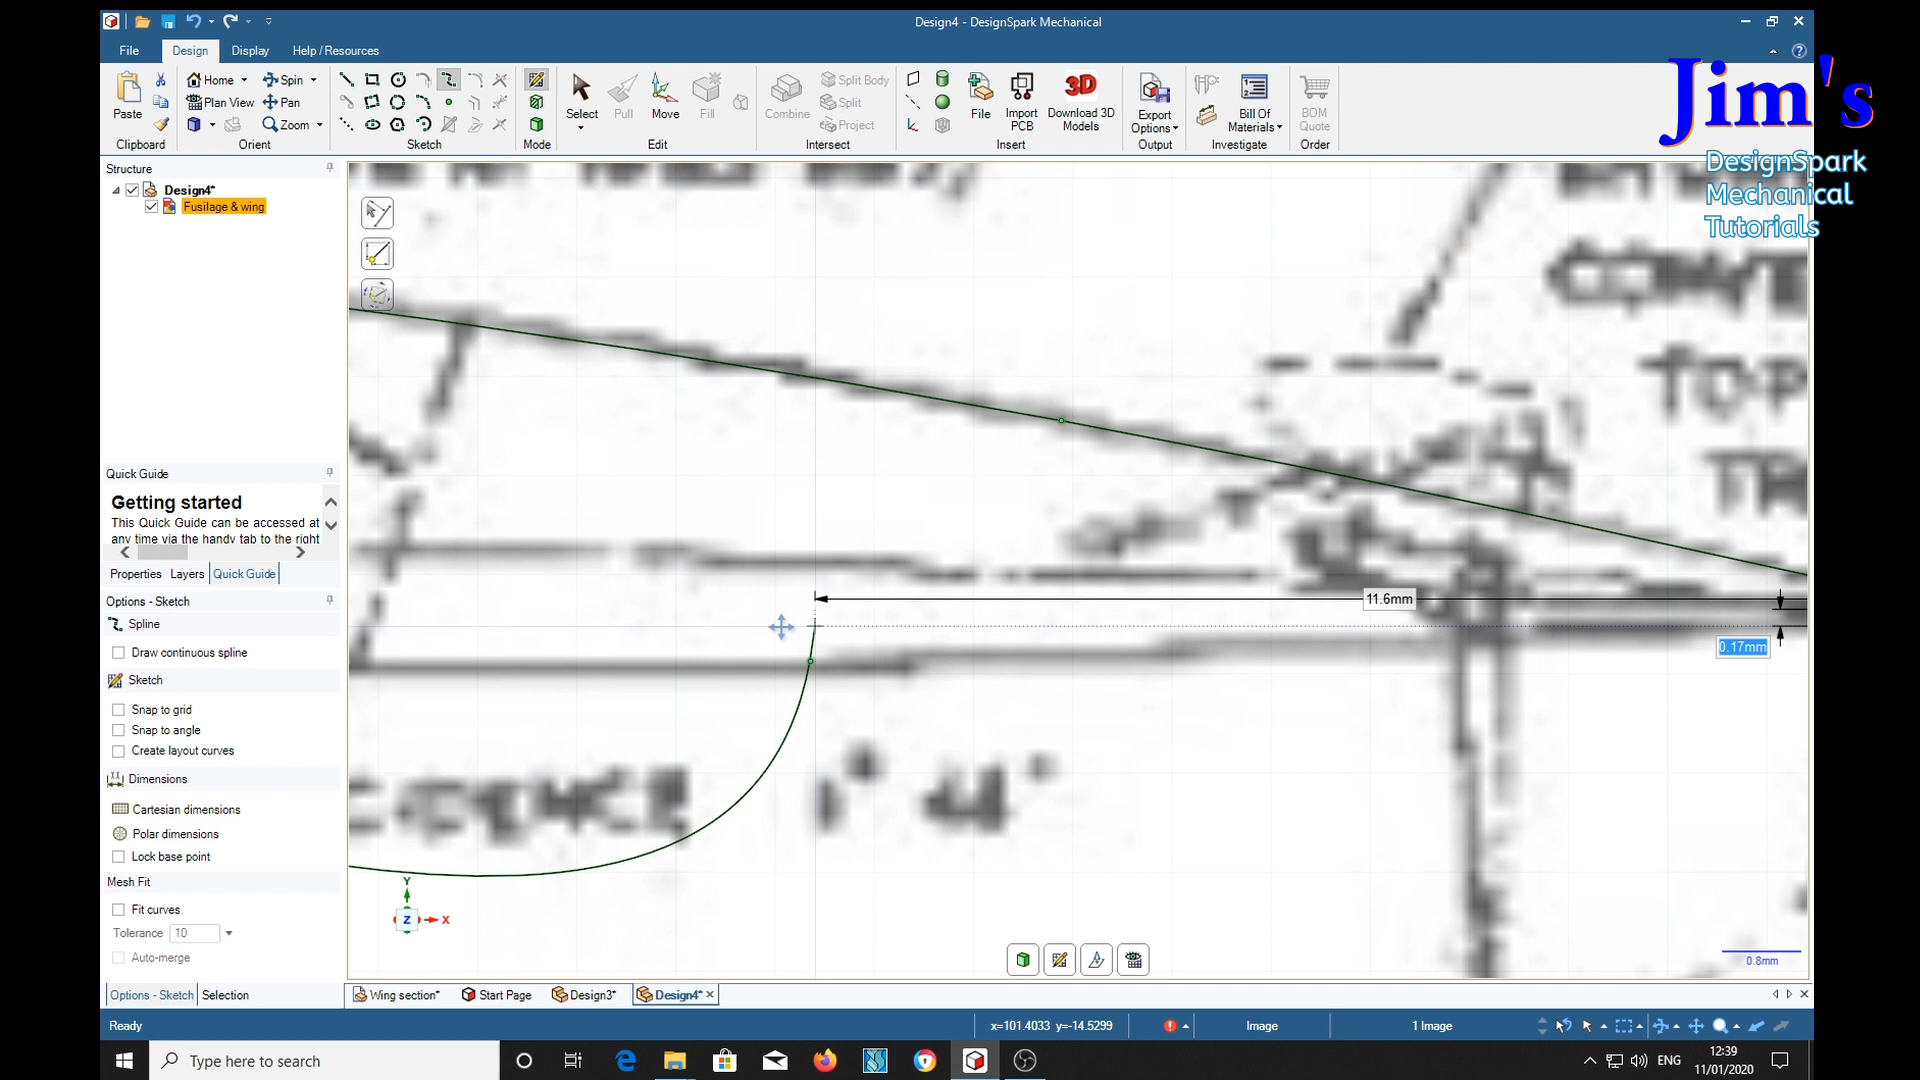 Design4 - DesignSpark Mechanical
File
Design
Display
Help / Resources
Jim's
DesignSpark
Mechanical
Tutorials
Paste
Clipboard
Home
Plan View
Spin
Pan
Zoom
Orient
Sketch
Mode
Select
Pull
Move
Fill
Edit
Combine
Split Body
Split
Project
Intersect
File
Import
PCB
Download 3D
Models
3D
Insert
Export
Options
Output
Bill Of
Materials
Investigate
BOM
Quote
Order
Structure
Design4*
Fusilage & wing
Quick Guide
Getting started
This Quick Guide can be accessed at
any time via the handy tab to the right
Properties
Layers
Quick Guide
Options - Sketch
Spline
Draw continuous spline
Sketch
Snap to grid
Snap to angle
Create layout curves
Dimensions
Cartesian dimensions
Polar dimensions
Lock base point
Mesh Fit
Fit curves
Tolerance 10
Auto-merge
Options - Sketch
Selection
TOP
11.6mm
0.17mm
Y
Z
X
0.8mm
Wing section*
Start Page
Design3*
Design4*
Ready
x=101.4033 y=-14.5299
Image
1 Image
Type here to search
ENG
12:39
11/01/2020